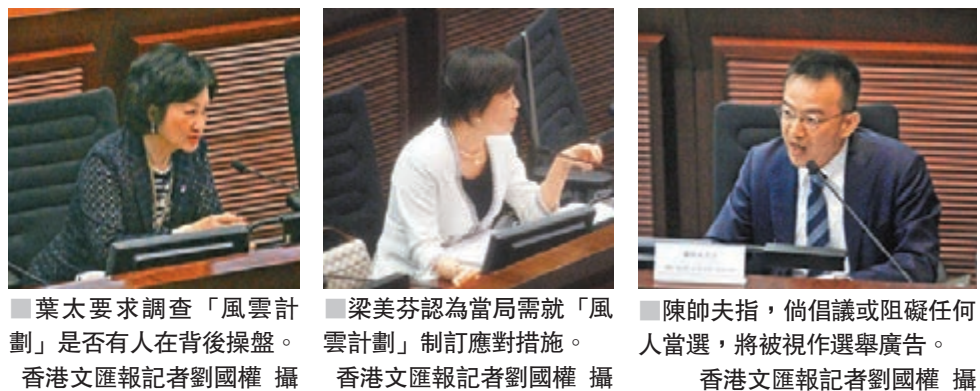 ■葉太要求調查「風雲計
劃」是否有人在背後操盤。
香港文匯報記者劉國權 攝
■梁美芬認為當局需就「風
雲計劃」制訂應對措施。
香港文匯報記者劉國權 攝
■陳帥夫指，倘倡議或阻礙任何
人當選，將被視作選舉廣告。
香港文匯報記者劉國權 攝